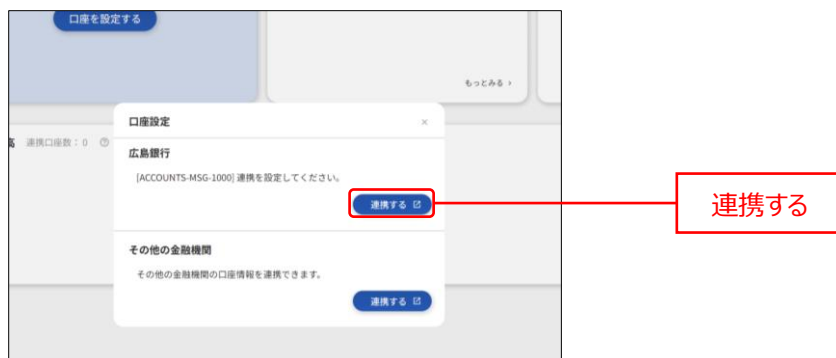 口座を設定する
もっとみる ›
高 連携口座数：0 ?
口座設定 ×
広島銀行
[ACCOUNTS-MSG-1000] 連携を設定してください。
連携する
連携する
その他の金融機関
その他の金融機関の口座情報を連携できます。
連携する